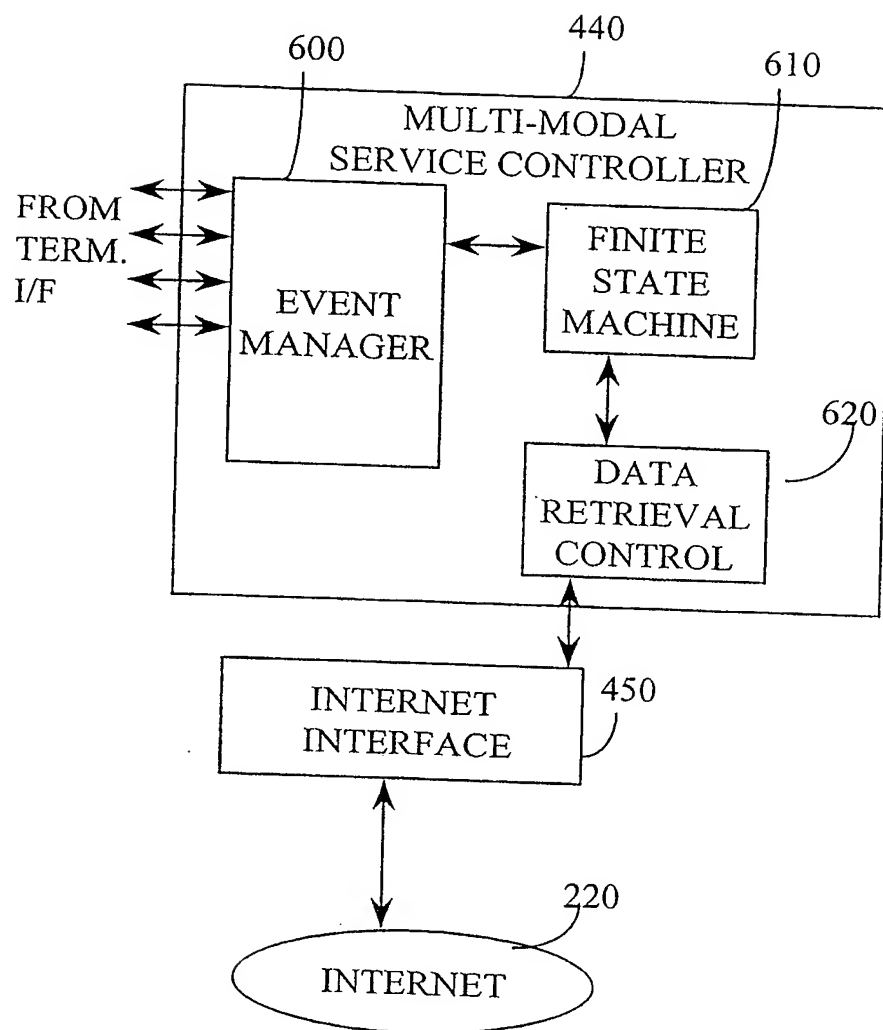 600
440
610
MULTI-MODAL
SERVICE CONTROLLER
FROM
TERM.
I/F
EVENT
MANAGER
FINITE
STATE
MACHINE
620
DATA
RETRIEVAL
CONTROL
INTERNET
INTERFACE
450
220
INTERNET